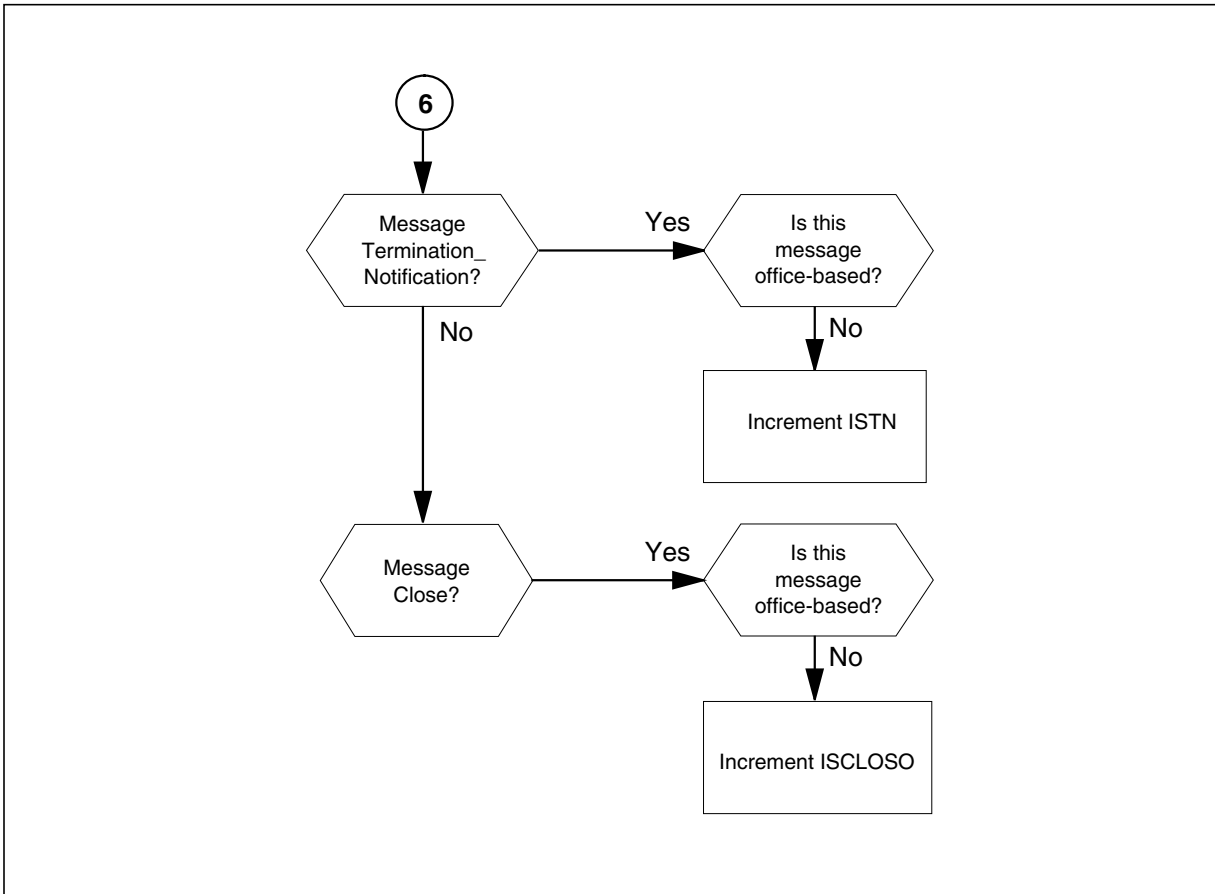 6
Message
Termination_
Notification?
Yes
Is this
message
office-based?
No
No
Increment ISTN
Message
Close?
Yes
Is this
message
office-based?
No
Increment ISCLOSO